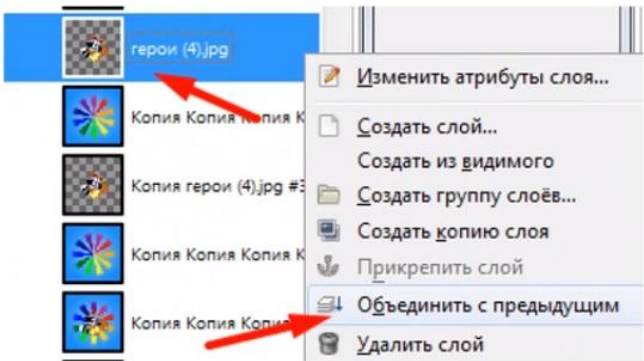 герои (4).jpg
Изменить атрибуты слоя...
Копия Копия Копия К
Создать слой...
Создать из видимого
Копия герои (4).jpg #3
Создать группу слоёв...
Создать копию слоя
Копия Копия Копия К
Прикрепить слой
Объединить с предыдущим
Копия Копия Копия
Удалить слой